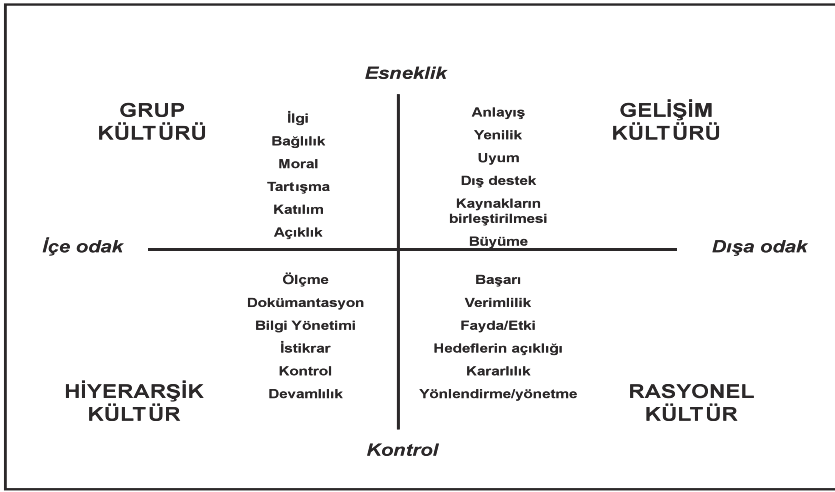 Esneklik
GRUP
KÜLTÜRÜ
İlgi
Bağlılık
Moral
Tartışma
Katılım
Açıklık
Anlayış
Yenilik
Uyum
Dış destek
Kaynakların
birleştirilmesi
Büyüme
GELİŞİM
KÜLTÜRÜ
İçe odak
Dışa odak
HİYERARŞİK
KÜLTÜR
Ölçme
Dokümantasyon
Bilgi Yönetimi
İstikrar
Kontrol
Devamlılık
Başarı
Verimlilik
Fayda/Etki
Hedeflerin açıklığı
Kararlılık
Yönlendirme/yönetme
RASYONEL
KÜLTÜR
Kontrol